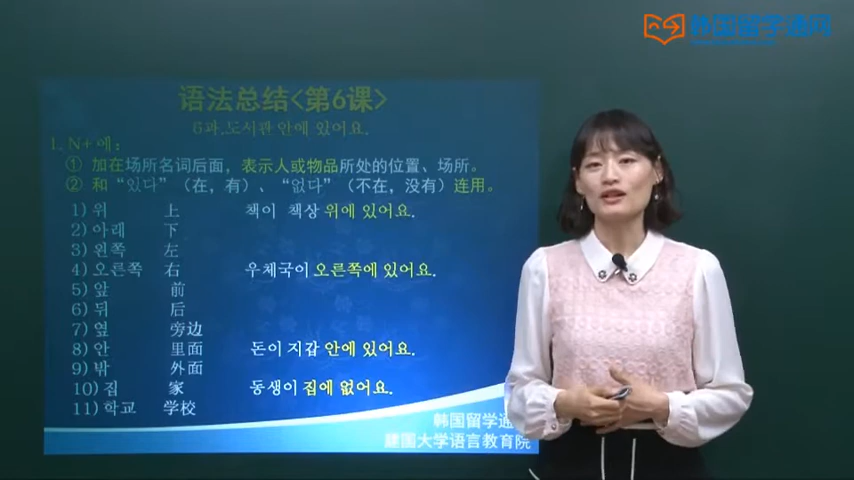 韩国留学通网
语法总结<第6课>
6과.도서관 안에 있어요.
1. N+에:
① 加在场所名词后面，表示人或物品所处的位置、场所。
② 和“있다”（在，有）、“없다”（不在，没有）连用。
1) 위 上 책이 책상 위에 있어요.
2) 아래 下
3) 왼쪽 左
4) 오른쪽 右 우체국이 오른쪽에 있어요.
5) 앞 前
6) 뒤 后
7) 옆 旁边
8) 안 里面 돈이 지갑 안에 있어요.
9) 밖 外面
10) 집 家 동생이 집에 없어요.
11) 학교 学校
韩国留学通
建国大学语言教育院